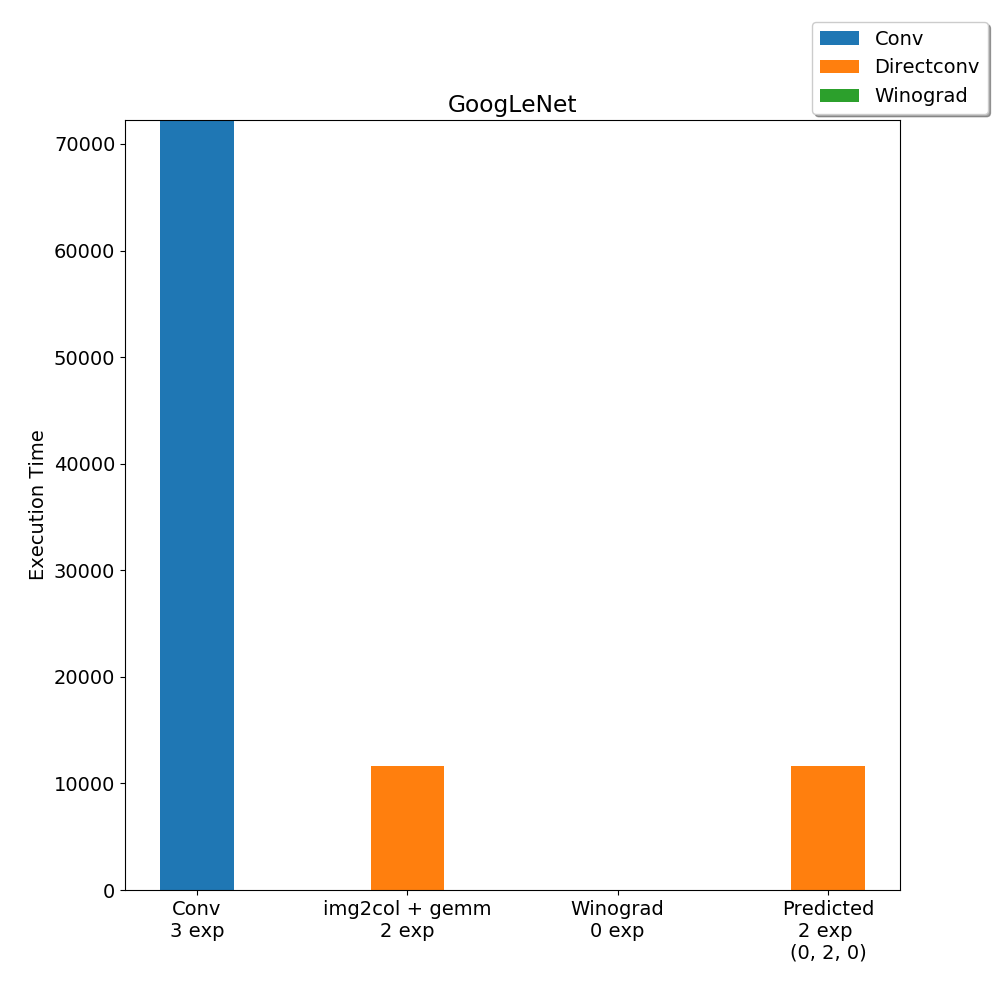 Conv
Directconv
Winograd
GoogLeNet
70000
60000
50000
40000
30000
20000
10000
0
Execution Time
Conv
3 exp
img2col + gemm
2 exp
Winograd
0 exp
Predicted
2 exp
(0, 2, 0)